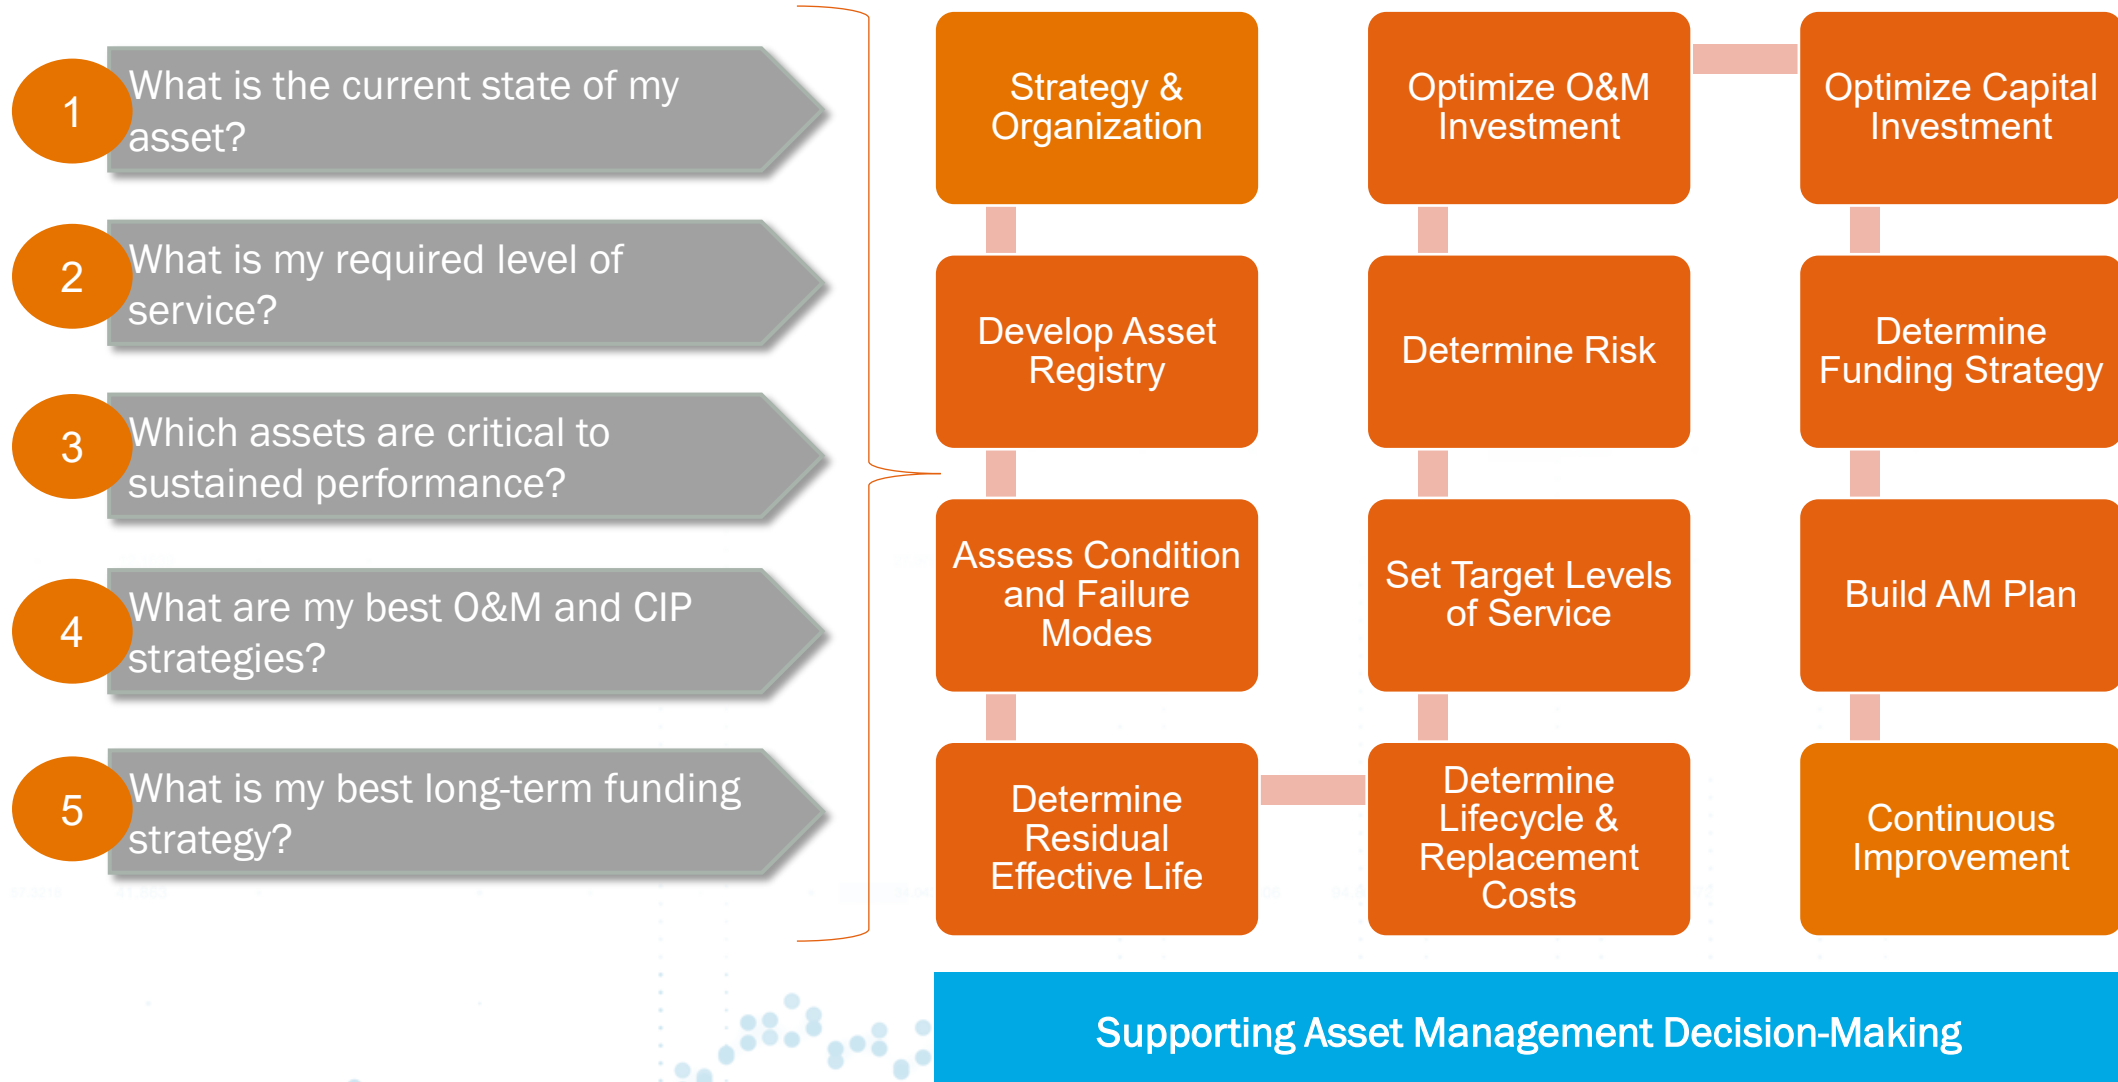 1
What is the current state of my
asset?
2
What is my required level of
service?
3
Which assets are critical to
sustained performance?
4
What are my best O&M and CIP
strategies?
5
What is my best long-term funding
strategy?
Strategy &
Organization
Develop Asset
Registry
Assess Condition
and Failure
Modes
Determine
Residual
Effective Life
Determine
Lifecycle &
Replacement
Costs
Set Target Levels
of Service
Determine Risk
Optimize O&M
Investment
Optimize Capital
Investment
Determine
Funding Strategy
Build AM Plan
Continuous
Improvement
Supporting Asset Management Decision-Making